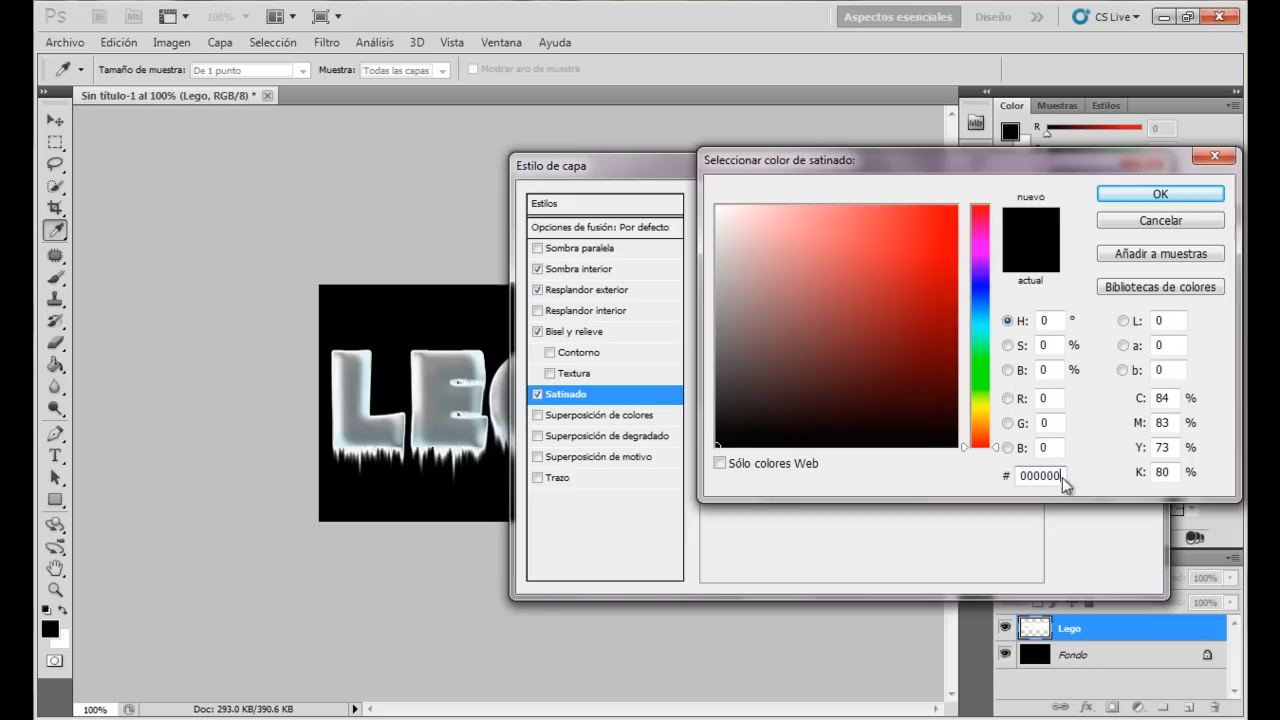 Ps Br Mb 100% Aspectos esenciales Diseño CS Live
Archivo Edición Imagen Capa Selección Filtro Análisis 3D Vista Ventana Ayuda
Tamaño de muestra: De 1 punto Muestra: Todas las capas Mostrar aro de muestra
Sin título-1 al 100% (Lego, RGB/8) *
Color Muestras Estilos
Mb
R 0
Estilo de capa
Seleccionar color de satinado:
Estilos
Opciones de fusión: Por defecto
Sombra paralela
Sombra interior
Resplandor exterior
Resplandor interior
Bisel y relieve
Contorno
Textura
Satinado
Superposición de colores
Superposición de degradado
Superposición de motivo
Trazo
nuevo
actual
OK
Cancelar
Añadir a muestras
Bibliotecas de colores
H: 0 °
S: 0 %
B: 0 %
R: 0
G: 0
B: 0
# 000000
L: 0
a: 0
b: 0
C: 84 %
M: 83 %
Y: 73 %
K: 80 %
Sólo colores Web
LE
100%
100%
Lego
Fondo
fx
100% Doc: 293.0 KB/390.6 KB